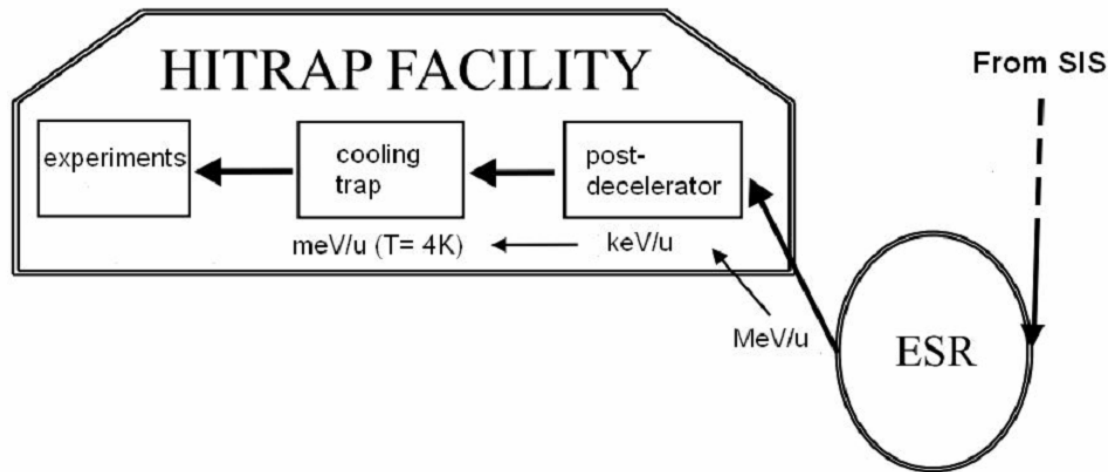 HITRAP FACILITY
From SIS
experiments
cooling
trap
post-
decelerator
meV/u (T= 4K)
keV/u
MeV/u
ESR